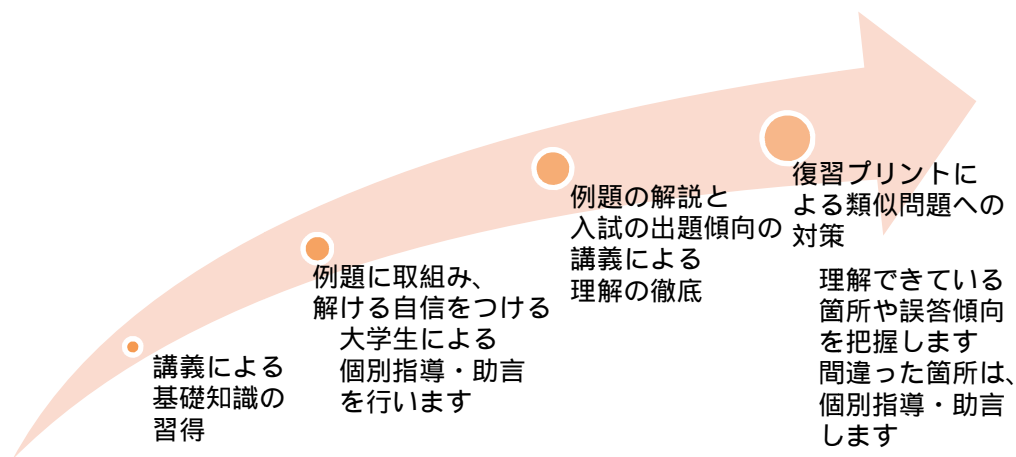 講義による
基礎知識の
習得
例題に取組み、
解ける自信をつける
大学生による
個別指導・助言
を行います
例題の解説と
入試の出題傾向の
講義による
理解の徹底
復習プリントに
よる類似問題への
対策
理解できている
箇所や誤答傾向
を把握します
間違った箇所は、
個別指導・助言
します